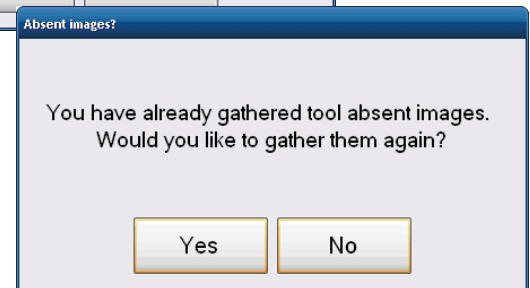 Absent images?
You have already gathered tool absent images.
Would you like to gather them again?
Yes
No